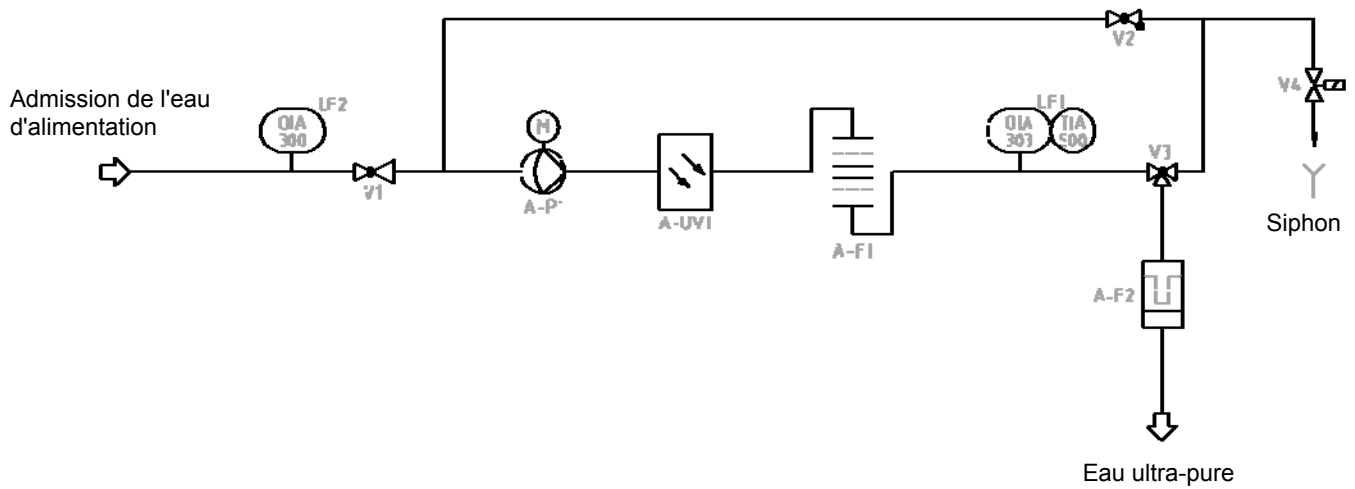 V2
Admission de l'eau
d'alimentation
LF2
QIA
300
LF1
QIA
301
TIA
500
V4
M
V3
V1
A-P
A-UV1
A-F1
Siphon
A-F2
Eau ultra-pure